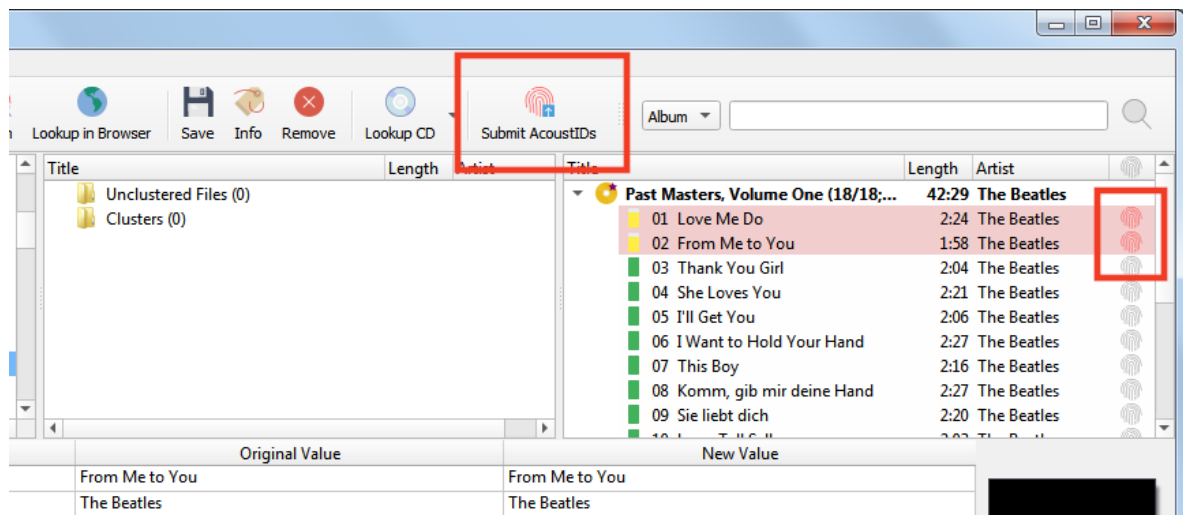 Lookup in Browser Save Info Remove Lookup CD Submit AcoustIDs Album
Title Length Title Length Artist
Unclustered Files (0)
Clusters (0)
Past Masters, Volume One (18/18;... 42:29 The Beatles
01 Love Me Do 2:24 The Beatles
02 From Me to You 1:58 The Beatles
03 Thank You Girl 2:04 The Beatles
04 She Loves You 2:21 The Beatles
05 I'll Get You 2:06 The Beatles
06 I Want to Hold Your Hand 2:27 The Beatles
07 This Boy 2:16 The Beatles
08 Komm, gib mir deine Hand 2:27 The Beatles
09 Sie liebt dich 2:20 The Beatles
Original Value New Value
From Me to You From Me to You
The Beatles The Beatles